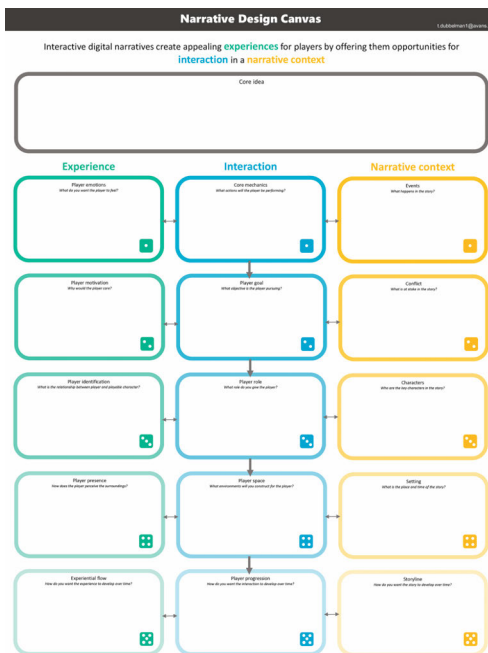 Narrative Design Canvas
t.dubbelman1@avans.
Interactive digital narratives create appealing experiences for players by offering them opportunities for
interaction in a narrative context
Core idea
Experience
Interaction
Narrative context
Player emotions
What do you want the player to feel?
Core mechanics
What actions will the player be performing?
Events
What happens in the story?
Player motivation
Why would the player care?
Player goal
What objective is the player pursuing?
Conflict
What is at stake in the story?
Player identification
What is the relationship between player and playable character?
Player role
What role do you give the player?
Characters
Who are the key characters in the story?
Player presence
How does the player perceive the surroundings?
Player space
What environments will you construct for the player?
Setting
What is the place and time of the story?
Experiential flow
How do you want the experience to develop over time?
Player progression
How do you want the interaction to develop over time?
Storyline
How do you want the story to develop over time?